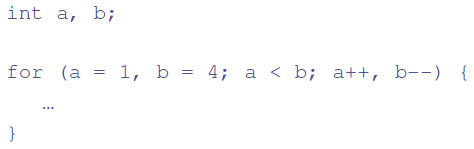 int a, b;
for (a = 1, b = 4; a < b; a++, b--) {
…
}